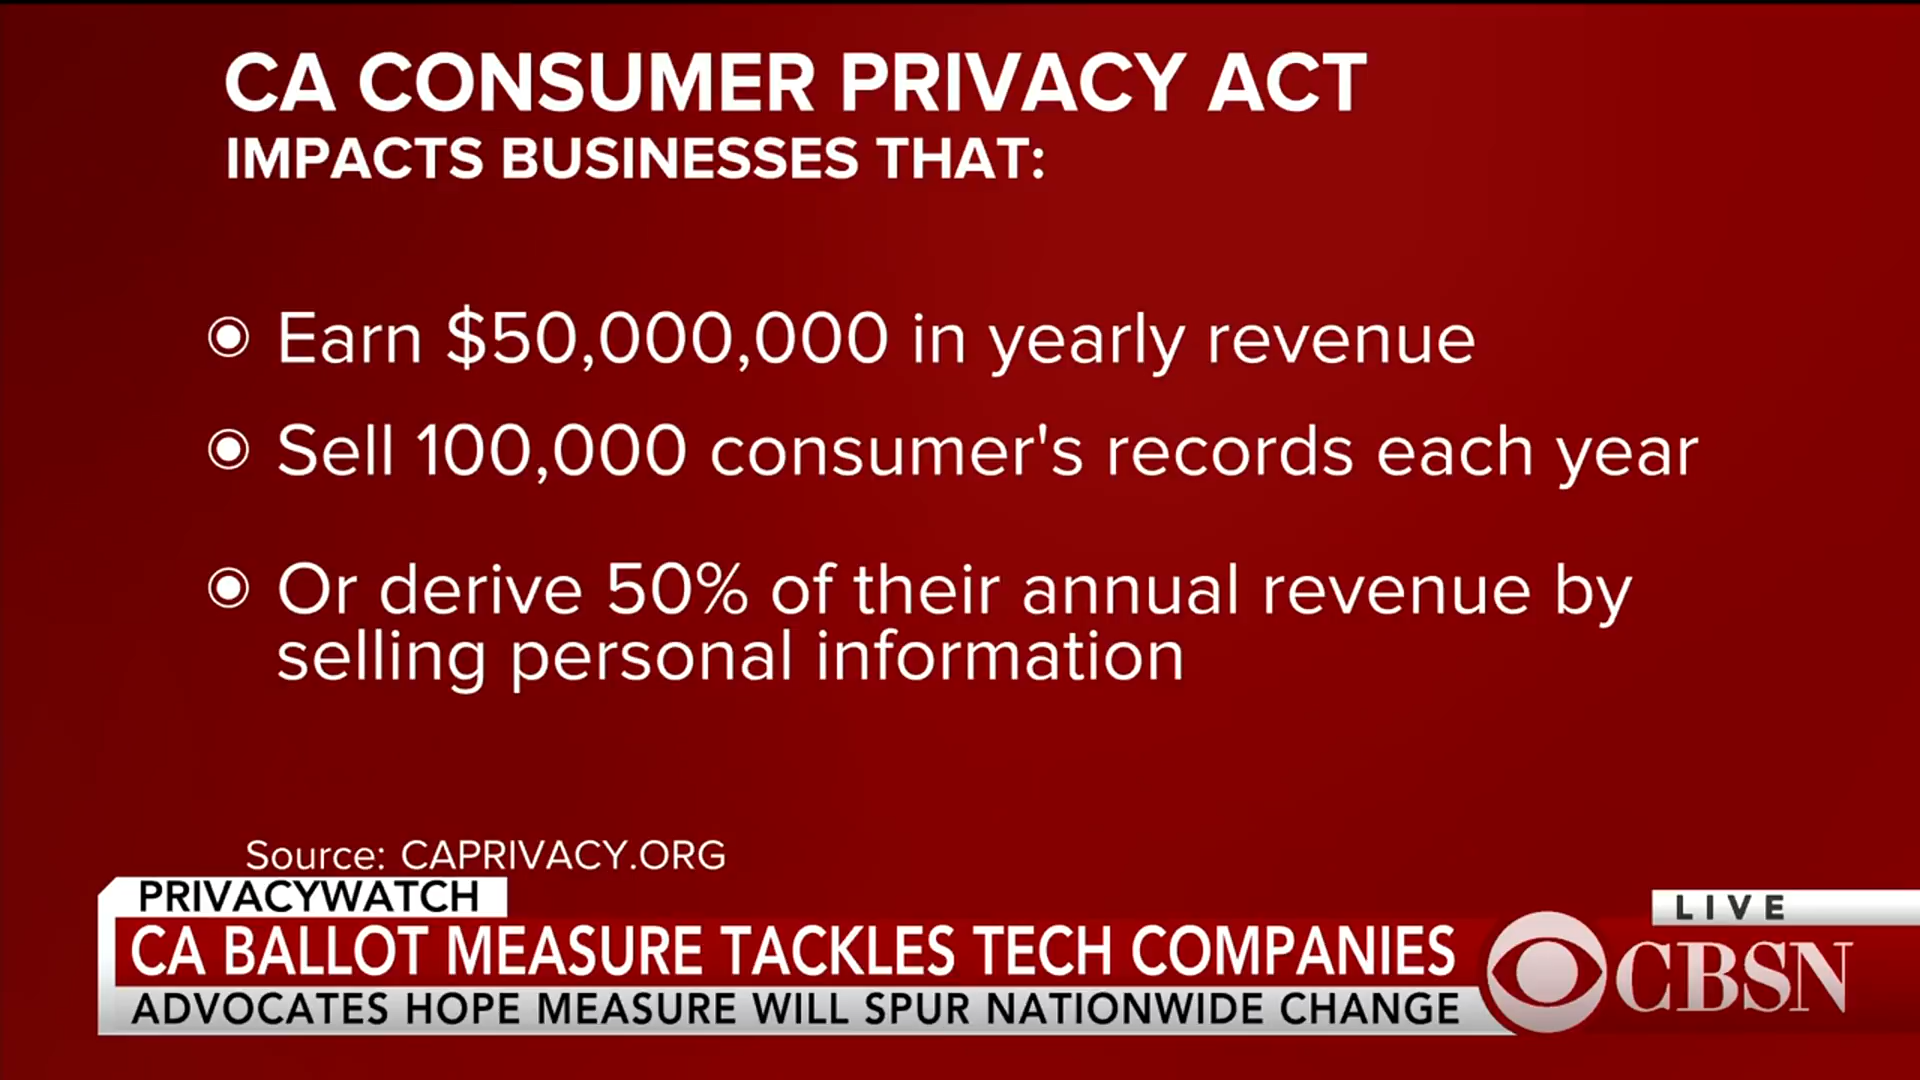 CA CONSUMER PRIVACY ACT
IMPACTS BUSINESSES THAT:
Earn $50,000,000 in yearly revenue
Sell 100,000 consumer's records each year
Or derive 50% of their annual revenue by
selling personal information
Source: CAPRIVACY.ORG
PRIVACYWATCH
CA BALLOT MEASURE TACKLES TECH COMPANIES
ADVOCATES HOPE MEASURE WILL SPUR NATIONWIDE CHANGE
LIVE
CBSN